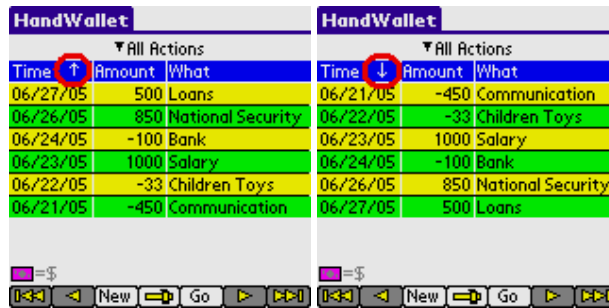 HandWallet
▼All Actions
Time ↑ Amount What
06/27/05 500 Loans
06/26/05 850 National Security
06/24/05 -100 Bank
06/23/05 1000 Salary
06/22/05 -33 Children Toys
06/21/05 -450 Communication
=$
New Go
HandWallet
▼All Actions
Time ↓ Amount What
06/21/05 -450 Communication
06/22/05 -33 Children Toys
06/23/05 1000 Salary
06/24/05 -100 Bank
06/26/05 850 National Security
06/27/05 500 Loans
=$
New Go